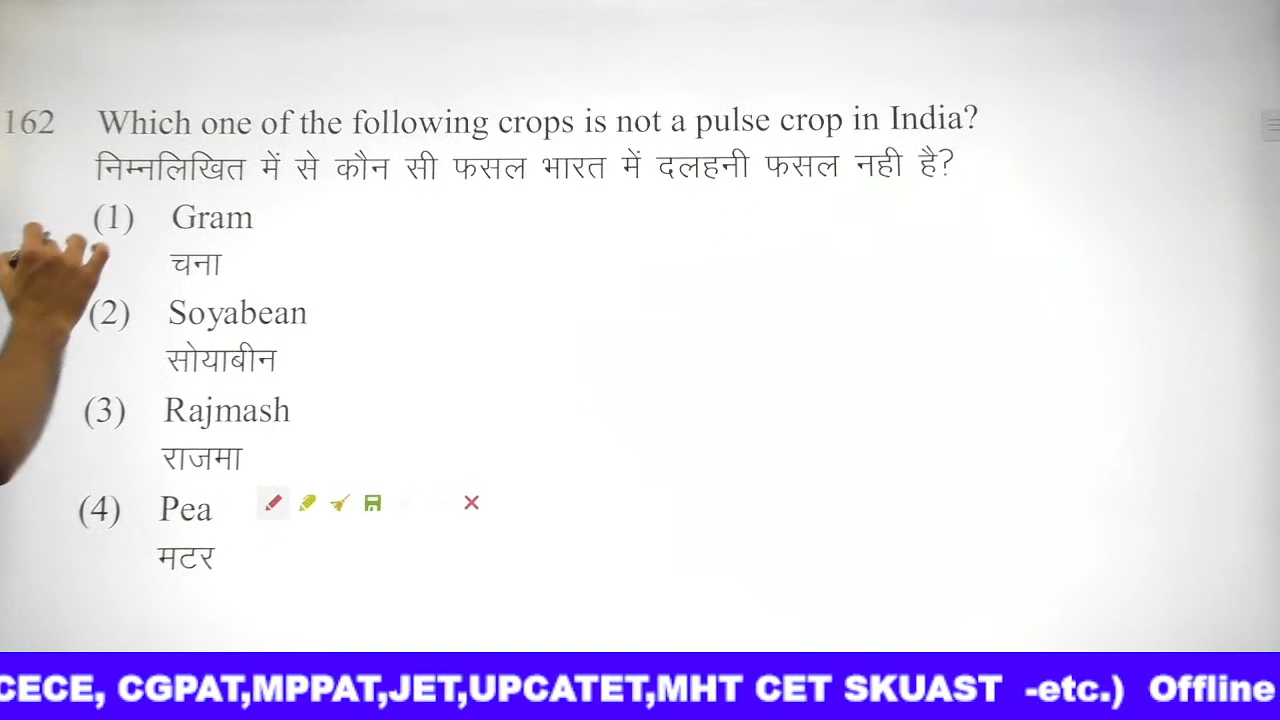 162 Which one of the following crops is not a pulse crop in India?
निम्नलिखित में से कौन सी फसल भारत में दलहनी फसल नही है?
(1) Gram
चना
(2) Soyabean
सोयाबीन
(3) Rajmash
राजमा
(4) Pea
मटर
CECE, CGPAT,MPPAT,JET,UPCATET,MHT CET SKUAST -etc.) Offline